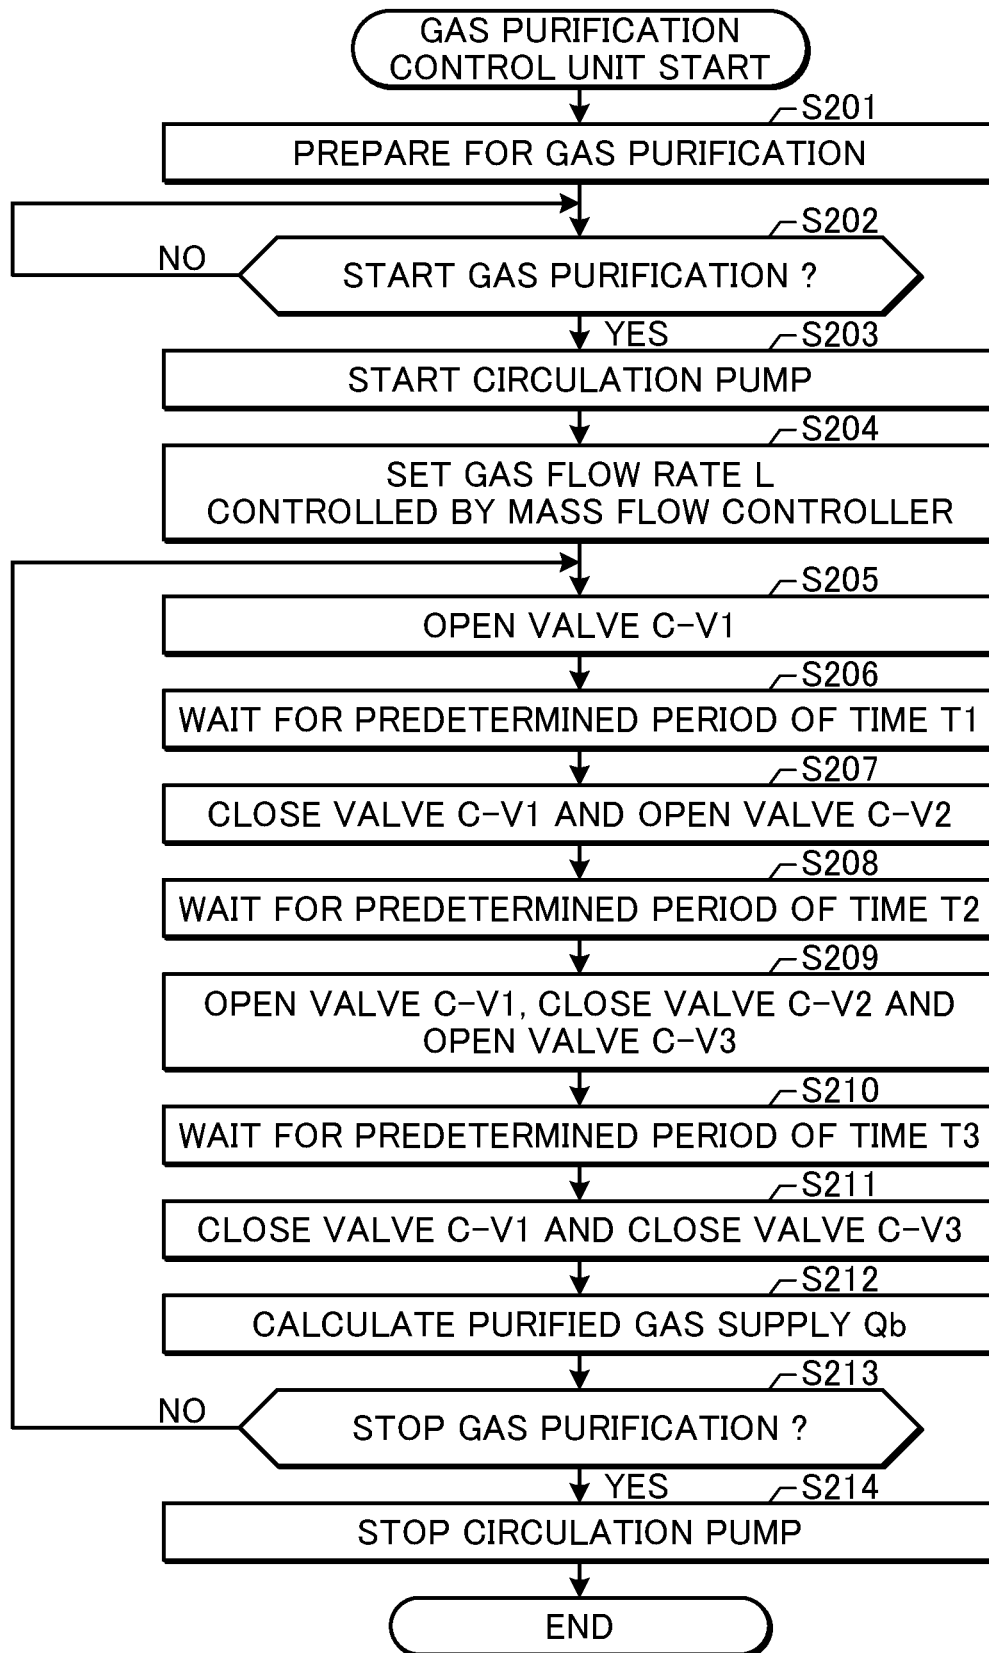 GAS PURIFICATION
CONTROL UNIT START
S201
PREPARE FOR GAS PURIFICATION
S202
NO
START GAS PURIFICATION ?
YES
S203
START CIRCULATION PUMP
S204
SET GAS FLOW RATE L
CONTROLLED BY MASS FLOW CONTROLLER
S205
OPEN VALVE C-V1
S206
WAIT FOR PREDETERMINED PERIOD OF TIME T1
S207
CLOSE VALVE C-V1 AND OPEN VALVE C-V2
S208
WAIT FOR PREDETERMINED PERIOD OF TIME T2
S209
OPEN VALVE C-V1, CLOSE VALVE C-V2 AND
OPEN VALVE C-V3
S210
WAIT FOR PREDETERMINED PERIOD OF TIME T3
S211
CLOSE VALVE C-V1 AND CLOSE VALVE C-V3
S212
CALCULATE PURIFIED GAS SUPPLY Qb
S213
NO
STOP GAS PURIFICATION ?
YES
S214
STOP CIRCULATION PUMP
END